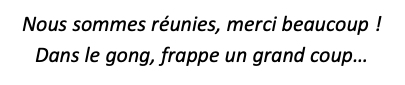 Nous sommes réunies, merci beaucoup !
Dans le gong, frappe un grand coup…